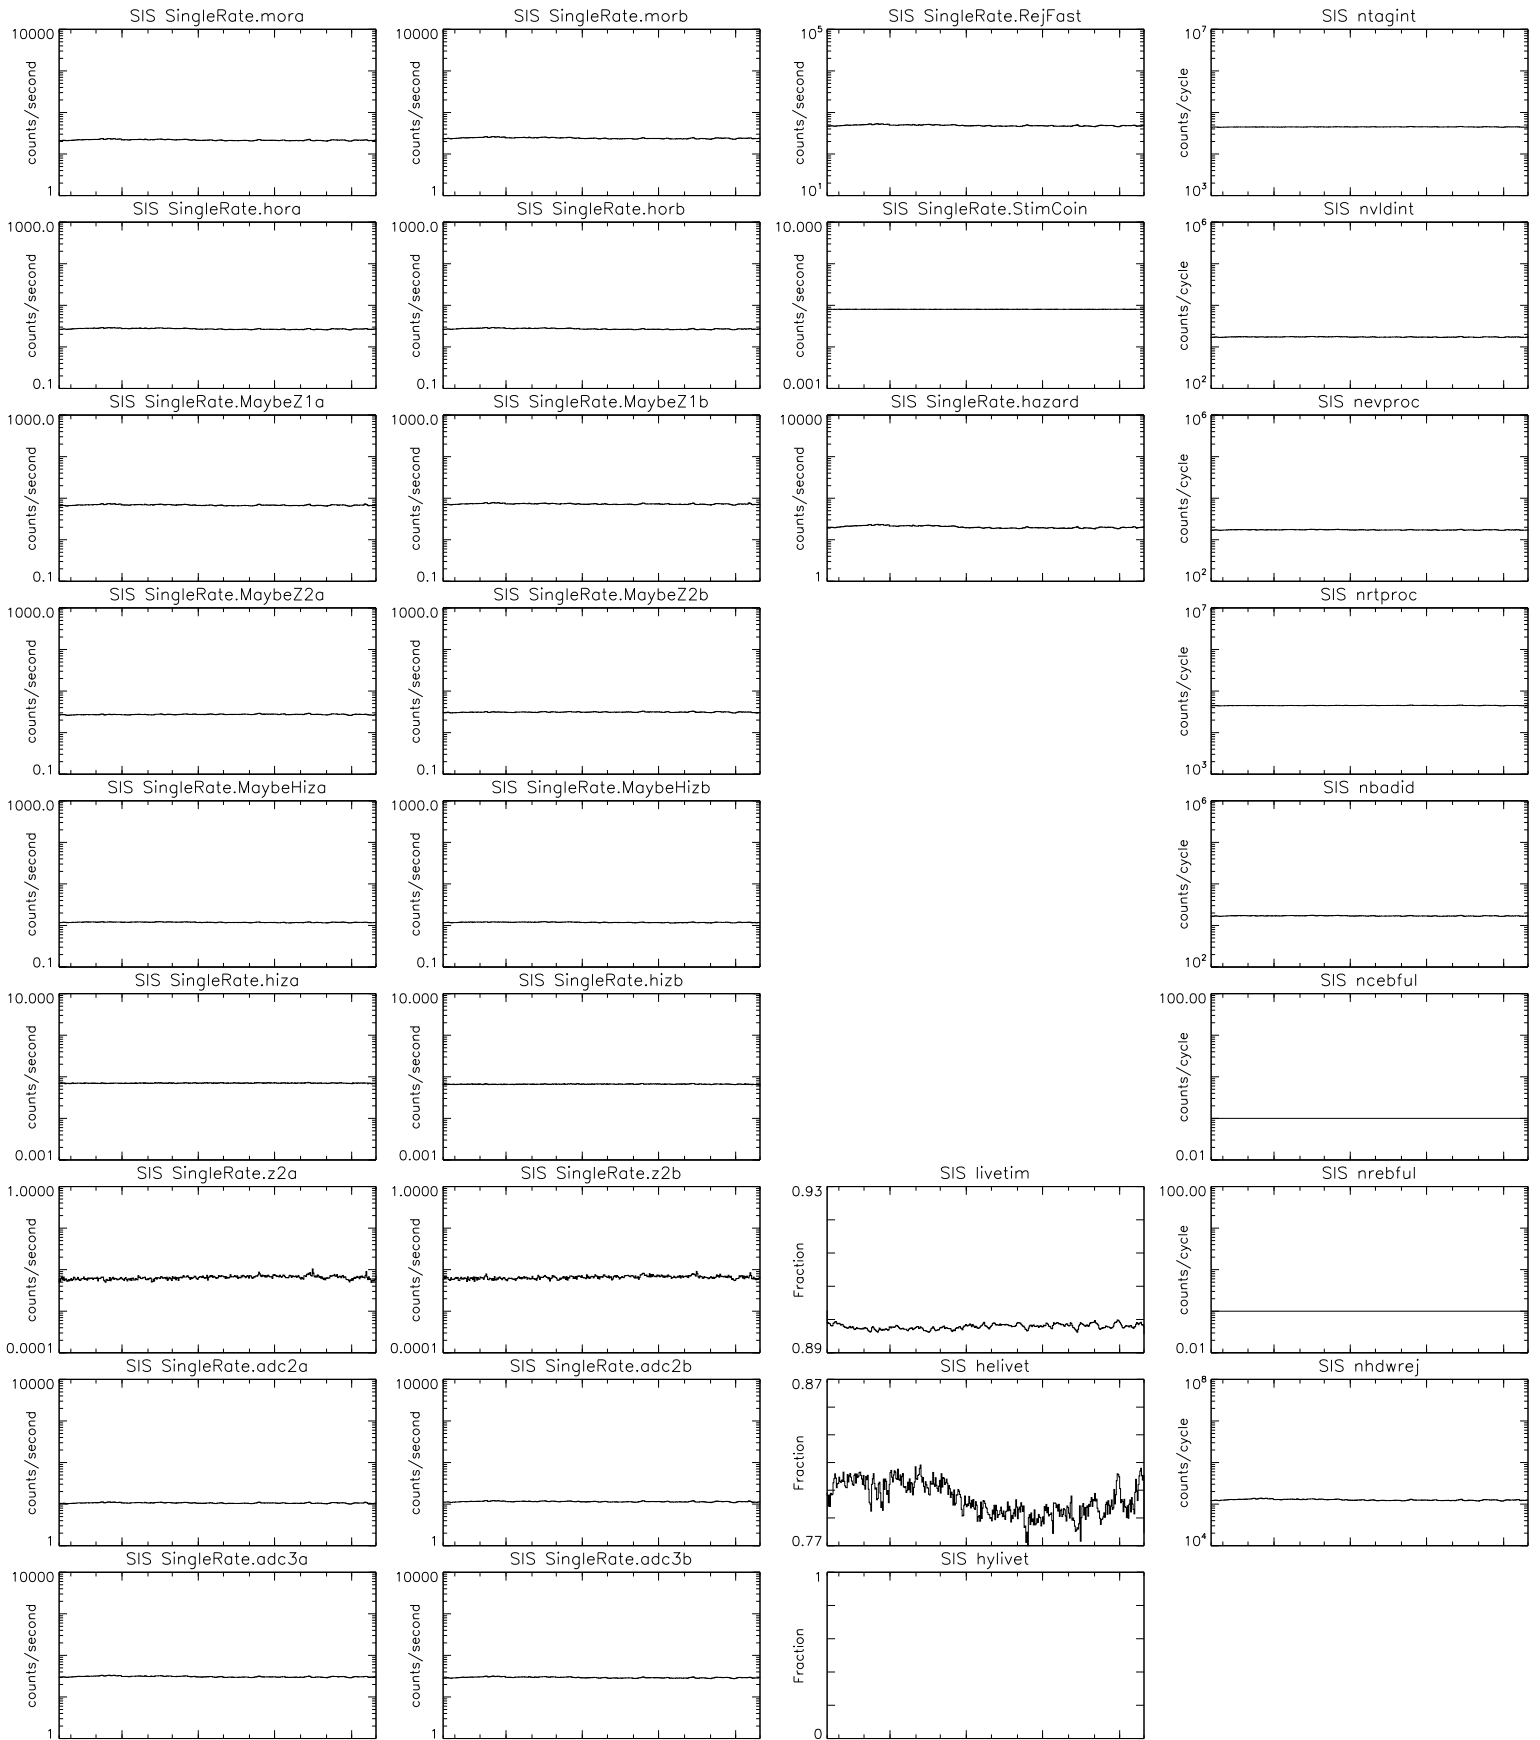 SIS SingleRate.mora
SIS SingleRate.morb
SIS SingleRate.RejFast
SIS ntagint
10000
counts/second
1
10000
counts/second
1
10^5
counts/second
10^1
10^7
counts/cycle
10^3
SIS SingleRate.hora
SIS SingleRate.horb
SIS SingleRate.StimCoin
SIS nvldint
1000.0
counts/second
0.1
1000.0
counts/second
0.1
10.000
counts/second
0.001
10^6
counts/cycle
10^2
SIS SingleRate.MaybeZ1a
SIS SingleRate.MaybeZ1b
SIS SingleRate.hazard
SIS nevproc
1000.0
counts/second
0.1
1000.0
counts/second
0.1
10000
counts/second
1
10^6
counts/cycle
10^2
SIS SingleRate.MaybeZ2a
SIS SingleRate.MaybeZ2b
SIS nrtproc
1000.0
counts/second
0.1
1000.0
counts/second
0.1
10^7
counts/cycle
10^3
SIS SingleRate.MaybeHiza
SIS SingleRate.MaybeHizb
SIS nbadid
1000.0
counts/second
0.1
1000.0
counts/second
0.1
10^6
counts/cycle
10^2
SIS SingleRate.hiza
SIS SingleRate.hizb
SIS ncebful
10.000
counts/second
0.001
10.000
counts/second
0.001
100.00
counts/cycle
0.01
SIS SingleRate.z2a
SIS SingleRate.z2b
SIS livetim
SIS nrebful
1.0000
counts/second
0.0001
1.0000
counts/second
0.0001
0.93
Fraction
0.89
100.00
counts/cycle
0.01
SIS SingleRate.adc2a
SIS SingleRate.adc2b
SIS helivet
SIS nhdwrej
10000
counts/second
1
10000
counts/second
1
0.87
Fraction
0.77
10^8
counts/cycle
10^4
SIS SingleRate.adc3a
SIS SingleRate.adc3b
SIS hylivet
10000
counts/second
1
10000
counts/second
1
1
Fraction
0